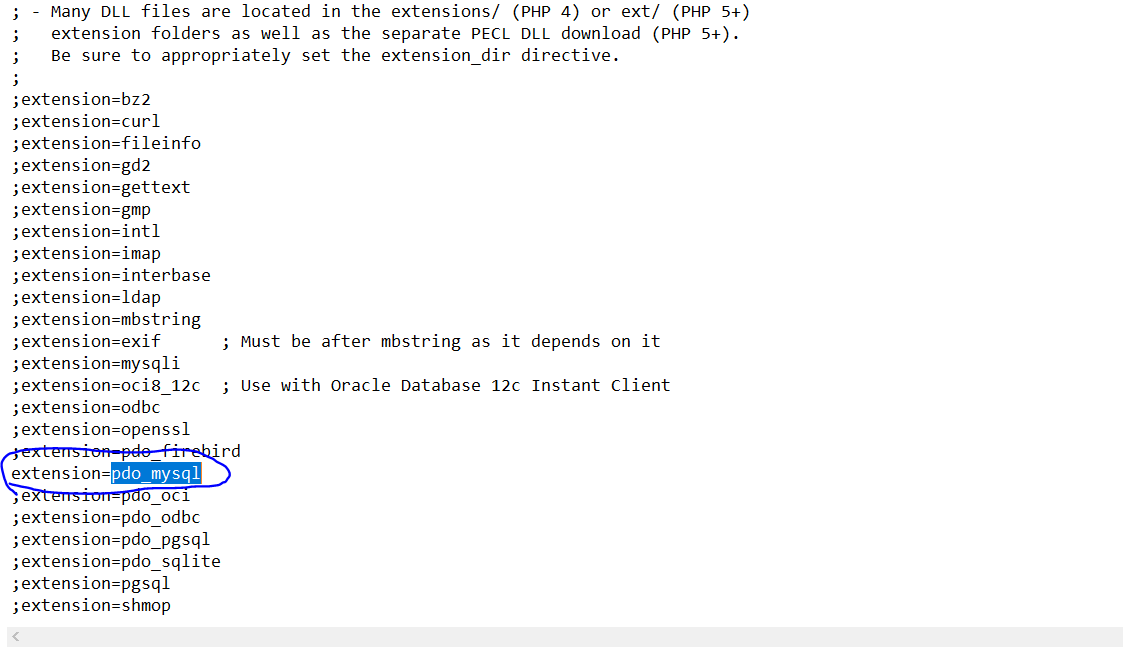 ; - Many DLL files are located in the extensions/ (PHP 4) or ext/ (PHP 5+)
;   extension folders as well as the separate PECL DLL download (PHP 5+).
;   Be sure to appropriately set the extension_dir directive.
;
;extension=bz2
;extension=curl
;extension=fileinfo
;extension=gd2
;extension=gettext
;extension=gmp
;extension=intl
;extension=imap
;extension=interbase
;extension=ldap
;extension=mbstring
;extension=exif      ; Must be after mbstring as it depends on it
;extension=mysqli
;extension=oci8_12c  ; Use with Oracle Database 12c Instant Client
;extension=odbc
;extension=openssl
;extension=pdo_firebird
extension=pdo_mysql
;extension=pdo_oci
;extension=pdo_odbc
;extension=pdo_pgsql
;extension=pdo_sqlite
;extension=pgsql
;extension=shmop